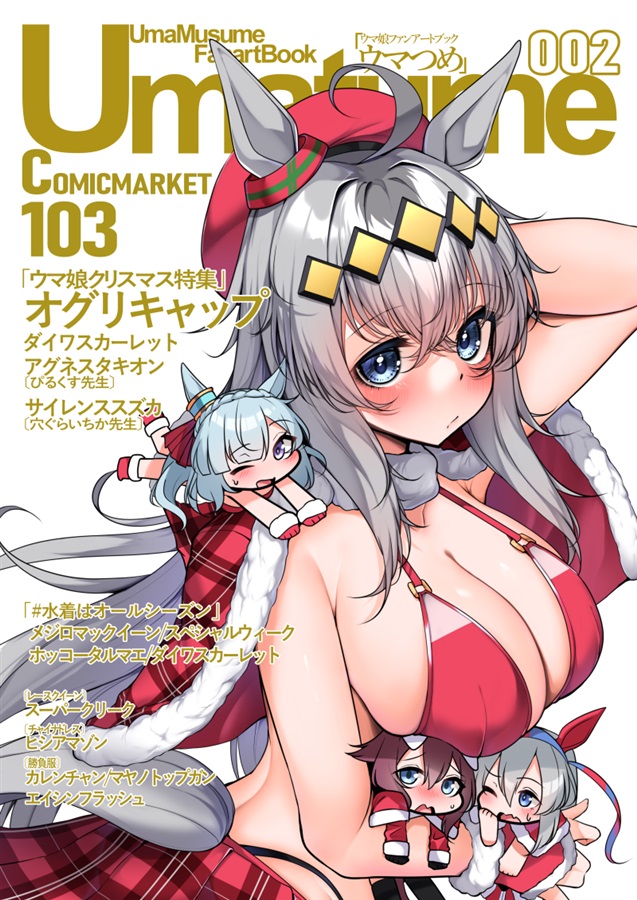 UmaMusume
FanartBook
ウマ娘ファンアートブック
「ウマつめ」
002
Umatume
COMICMARKET
103
「ウマ娘クリスマス特集」
オグリキャップ
ダイワスカーレット
アグネスタキオン
〔びるくす先生〕
サイレンススズカ
〔穴ぐらいちか先生〕
「#水着はオールシーズン」
メジロマックイーン/スペシャルウィーク
ホッコータルマエ/ダイワスカーレット
〔レースクイーン〕
スーパークリーク
〔チャイナドレス〕
ヒシアマゾン
〔勝負服〕
カレンチャン/マヤノトップガン
エイシンフラッシュ